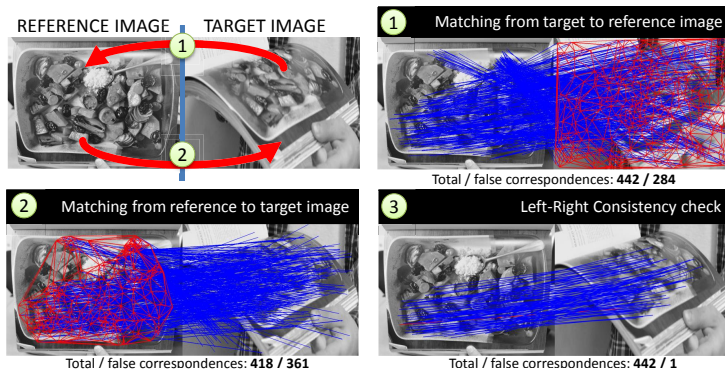 REFERENCE IMAGE
TARGET IMAGE
1
2
1 Matching from target to reference image
Total / false correspondences: 442 / 284
2 Matching from reference to target image
Total / false correspondences: 418 / 361
3 Left-Right Consistency check
Total / false correspondences: 442 / 1